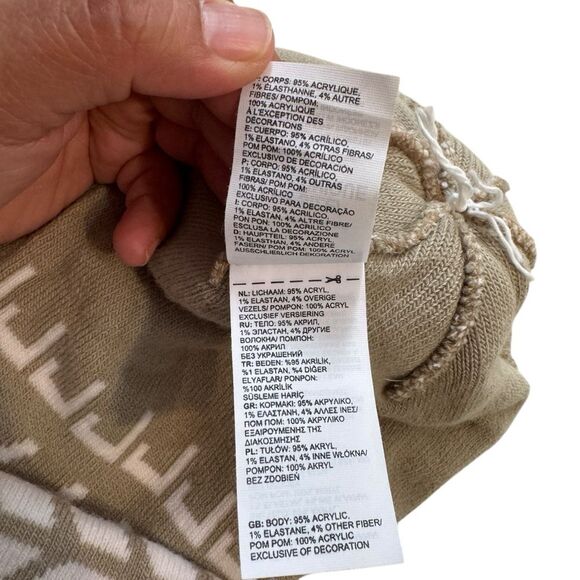 F: CORPS: 95% ACRYLIQUE,
1% ÉLASTHANNE, 4% AUTRE
FIBRES/ POMPOM:
100% ACRYLIQUE
À L'EXCEPTION DES
DÉCORATIONS
E: CUERPO: 95% ACRÍLICO,
1% ELASTANO, 4% OTRAS FIBRAS/
POM POM: 100% ACRÍLICO
EXCLUSIVO DE DECORACIÓN
P: CORPO: 95% ACRÍLICO,
1% ELASTANO, 4% OUTRAS
FIBRAS/ POM POM:
100% ACRÍLICO
EXCLUSIVO PARA DECORAÇÃO
I: CORPO: 95% ACRILICO,
1% ELASTAN, 4% ALTER FIBRE/
PON PON: 100% ACRILICO
ESCLUSA LA DECORAZIONE
D: HAUPTTEIL: 95% ACRYL,
1% ELASTHAN, 4% ANDERE
FASERN/ POM POM: 100% ACRYL
AUSSCHLIESSLICH DEKORATION
NL: LICHAAM: 95% ACRYL,
1% ELASTAAN, 4% OVERIGE
VEZELS/ POMPON: 100% ACRYL
EXCLUSIEF VERSIERING
RU: ТЕЛО: 95% АКРИЛ,
1% ЭЛАСТАН, 4% ДРУГИЕ
ВОЛОКНА/ ПОМПОН:
100% АКРИЛ
БЕЗ УКРАШЕНИЙ
TR: BEDEN: %95 AKRİLİK,
%1 ELASTAN, %4 DİĞER
ELYAFLAR/ PONPON:
%100 AKRİLİK
SÜSLEME HARİÇ
GR: ΚΟΡΜΑΚΙ: 95% ΑΚΡΥΛΙΚΟ,
1% ΕΛΑΣΤΑΝΗ, 4% ΑΛΛΕΣ ΙΝΕΣ/
ΠΟΜ ΠΟΜ: 100% ΑΚΡΥΛΙΚΟ
ΕΞΑΙΡΟΥΜΕΝΗΣ ΤΗΣ
ΔΙΑΚΟΣΜΗΣΗΣ
PL: TUŁÓW: 95% AKRYL,
1% ELASTAN, 4% INNE WŁÓKNA/
POMPON: 100% AKRYL
BEZ ZDOBIEŃ
GB: BODY: 95% ACRYLIC,
1% ELASTANE, 4% OTHER FIBER/
POM POM: 100% ACRYLIC
EXCLUSIVE OF DECORATION